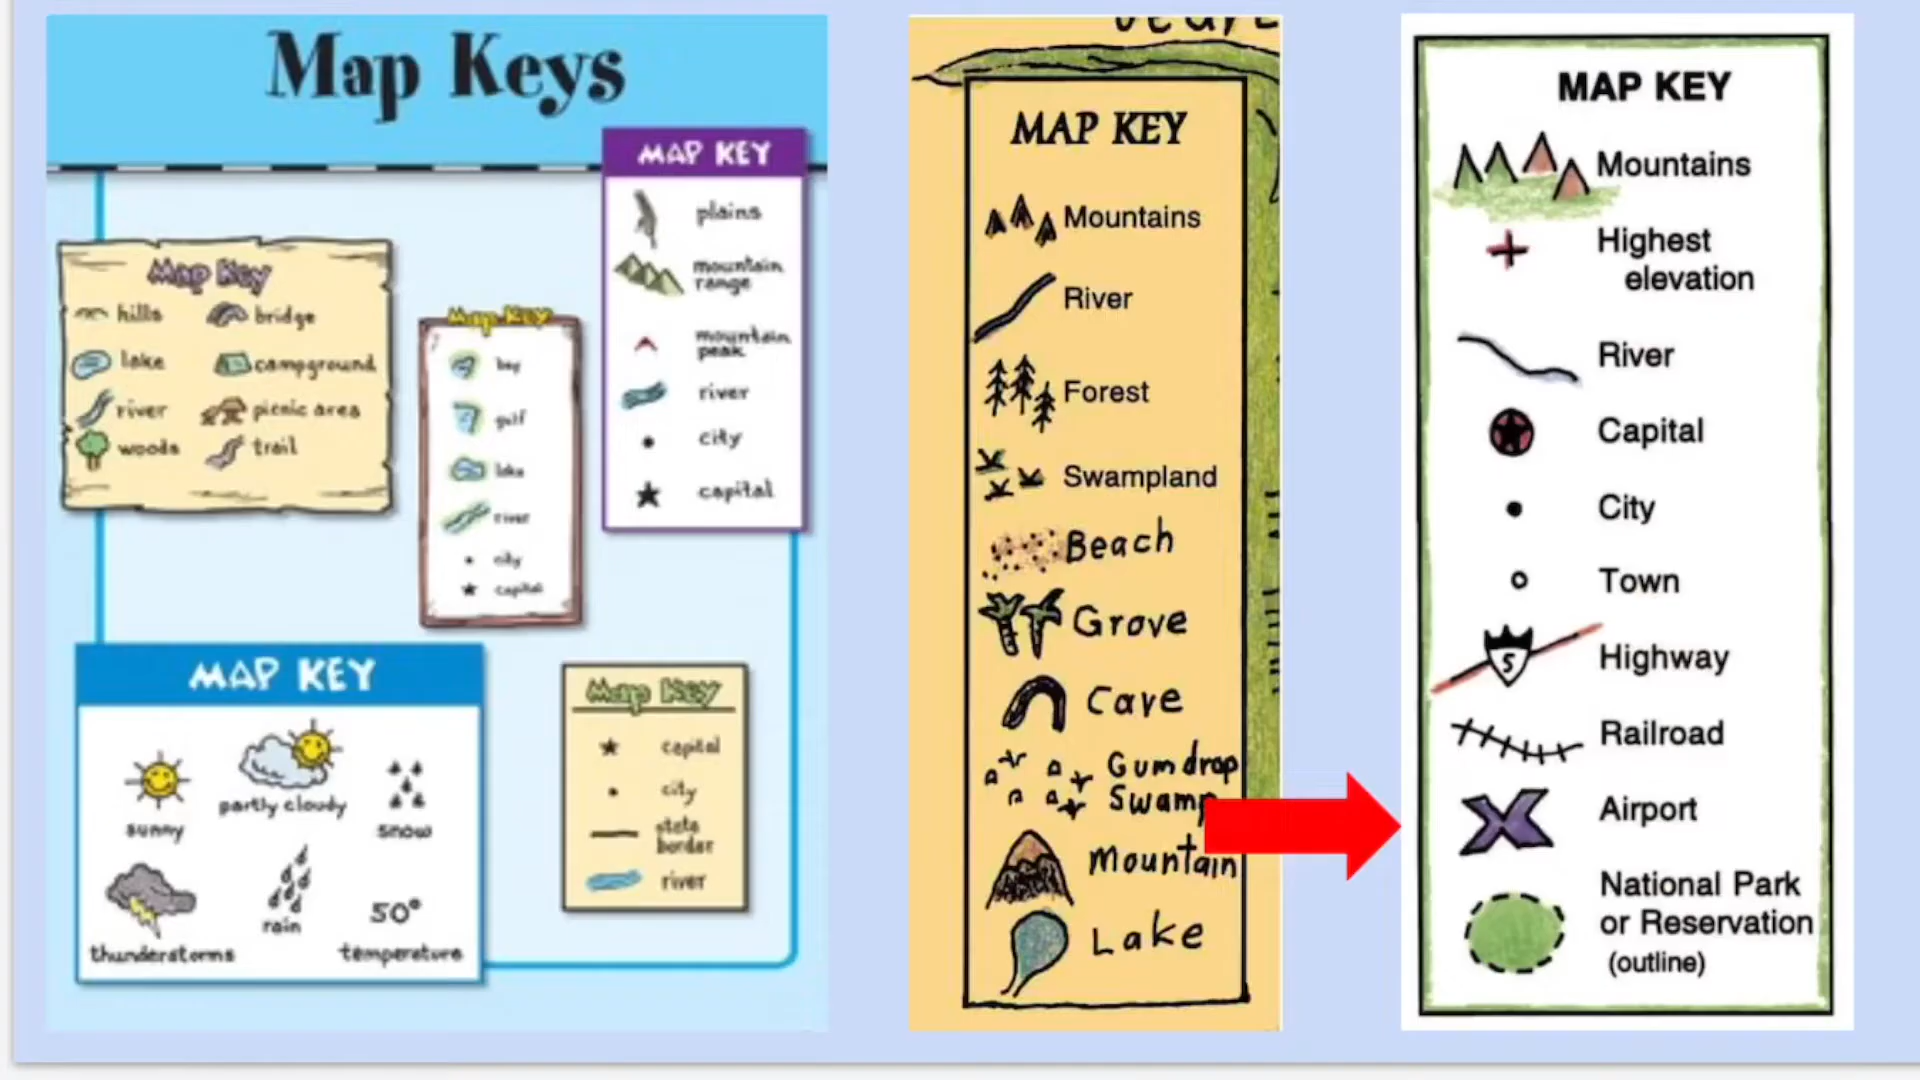 Map Keys
Map Key
hills
bridge
lake
campground
river
picnic area
woods
trail
Map Key
bay
gulf
lake
river
city
capital
MAP KEY
plains
mountain
range
mountain
peak
river
city
capital
MAP KEY
sunny
partly cloudy
snow
thunderstorms
rain
50°
temperature
Map Key
capital
city
state
border
river
MAP KEY
Mountains
River
Forest
Swampland
Beach
Grove
Cave
Gumdrop
Swamp
Mountain
Lake
MAP KEY
Mountains
Highest
elevation
River
Capital
City
Town
5
Highway
Railroad
Airport
National Park
or Reservation
(outline)